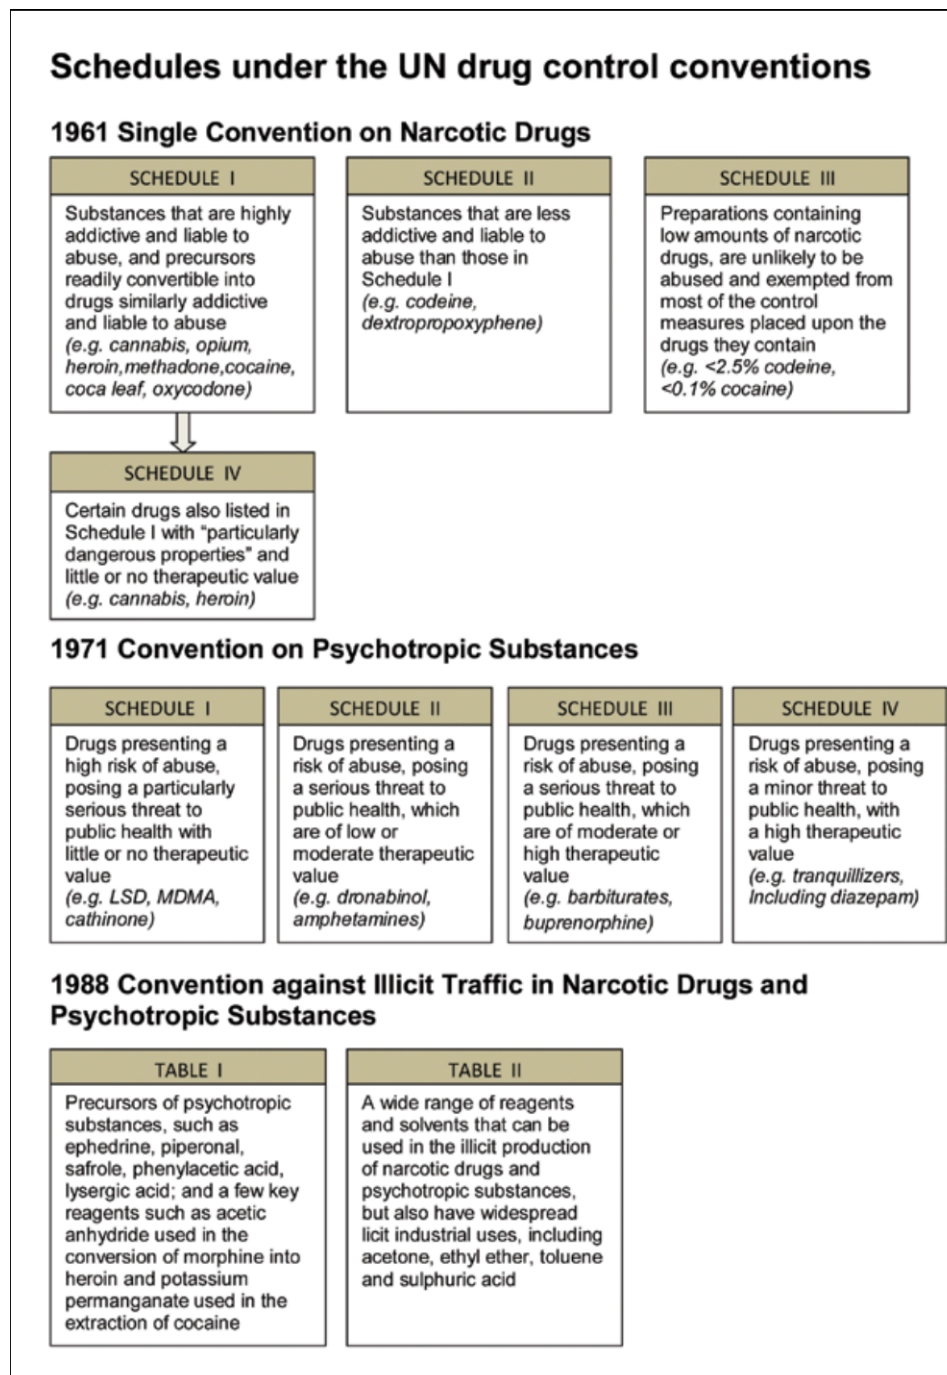 Schedules under the UN drug control conventions
1961 Single Convention on Narcotic Drugs
SCHEDULE I
Substances that are highly
addictive and liable to
abuse, and precursors
readily convertible into
drugs similarly addictive
and liable to abuse
(e.g. cannabis, opium,
heroin,methadone,cocaine,
coca leaf, oxycodone)
SCHEDULE II
Substances that are less
addictive and liable to
abuse than those in
Schedule I
(e.g. codeine,
dextropropoxyphene)
SCHEDULE III
Preparations containing
low amounts of narcotic
drugs, are unlikely to be
abused and exempted from
most of the control
measures placed upon the
drugs they contain
(e.g. <2.5% codeine,
<0.1% cocaine)
SCHEDULE IV
Certain drugs also listed in
Schedule I with “particularly
dangerous properties” and
little or no therapeutic value
(e.g. cannabis, heroin)
1971 Convention on Psychotropic Substances
SCHEDULE I
Drugs presenting a
high risk of abuse,
posing a particularly
serious threat to
public health with
little or no therapeutic
value
(e.g. LSD, MDMA,
cathinone)
SCHEDULE II
Drugs presenting a
risk of abuse, posing
a serious threat to
public health, which
are of low or
moderate therapeutic
value
(e.g. dronabinol,
amphetamines)
SCHEDULE III
Drugs presenting a
risk of abuse, posing
a serious threat to
public health, which
are of moderate or
high therapeutic
value
(e.g. barbiturates,
buprenorphine)
SCHEDULE IV
Drugs presenting a
risk of abuse, posing
a minor threat to
public health, with
a high therapeutic
value
(e.g. tranquillizers,
Including diazepam)
1988 Convention against Illicit Traffic in Narcotic Drugs and
Psychotropic Substances
TABLE I
Precursors of psychotropic
substances, such as
ephedrine, piperonal,
safrole, phenylacetic acid,
lysergic acid; and a few key
reagents such as acetic
anhydride used in the
conversion of morphine into
heroin and potassium
permanganate used in the
extraction of cocaine
TABLE II
A wide range of reagents
and solvents that can be
used in the illicit production
of narcotic drugs and
psychotropic substances,
but also have widespread
licit industrial uses, including
acetone, ethyl ether, toluene
and sulphuric acid